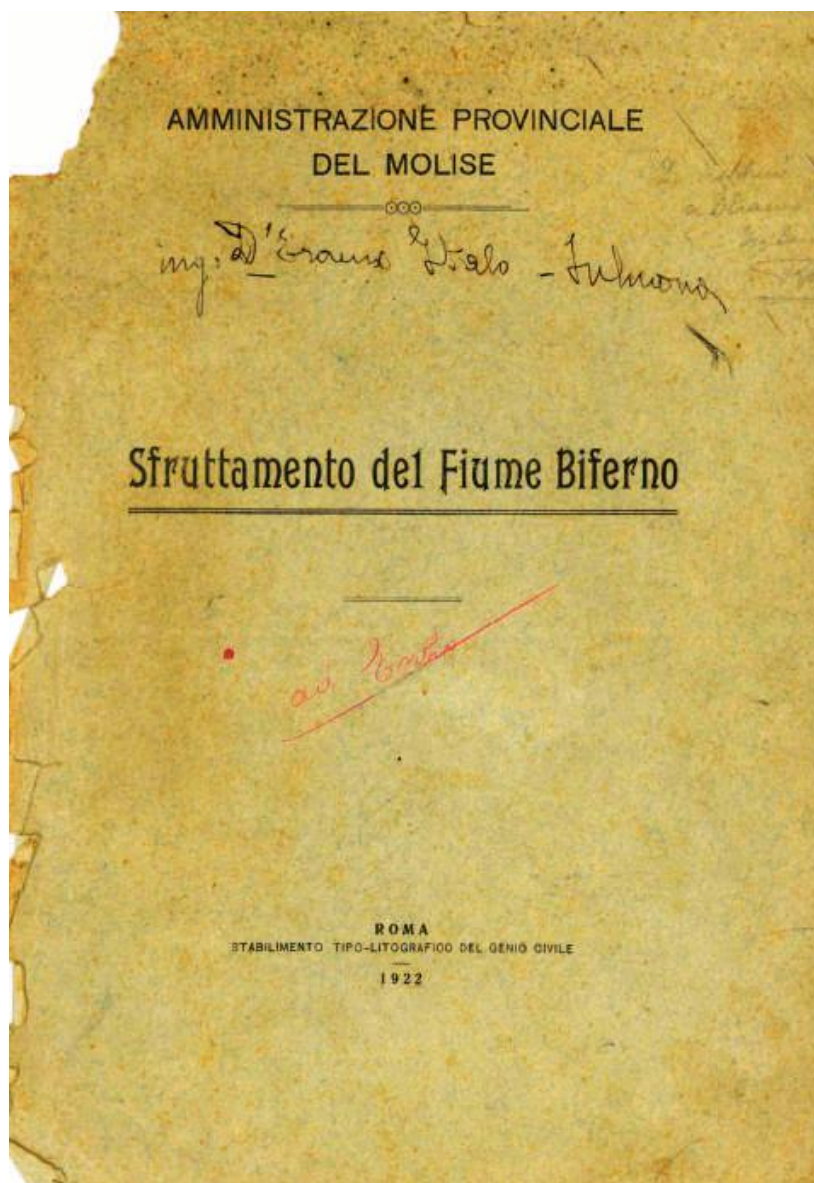 AMMINISTRAZIONE PROVINCIALE
DEL MOLISE
ing. D'Eramo Italo - Sulmona
Sfruttamento del Fiume Biferno
ad
ROMA
STABILIMENTO TIPO-LITOGRAFICO DEL GENIO CIVILE
1922